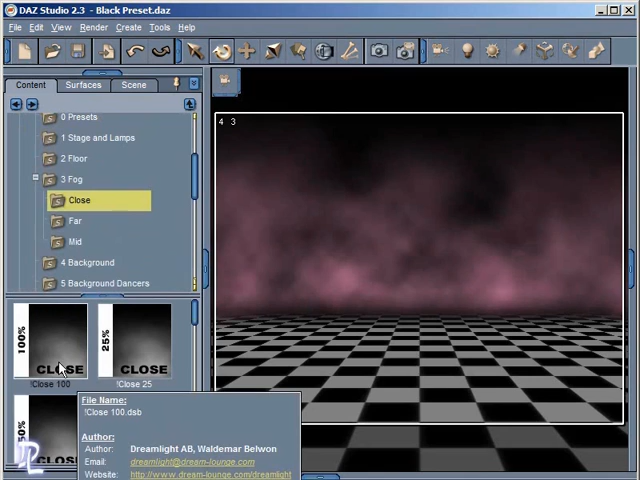 DAZ Studio 2.3 - Black Preset.daz
File Edit View Render Create Tools Help
Content Surfaces Scene
0 Presets
1 Stage and Lamps
2 Floor
3 Fog
Close
Far
Mid
4 Background
5 Background Dancers
4 3
100% CLOSE
25% CLOSE
!Close 100 !Close 25
File Name:
!Close 100.dsb
Author:
Author: Dreamlight AB, Waldemar Belwon
Email: dreamlight@dream-lounge.com
Website: http://www.dream-lounge.com/dreamlight